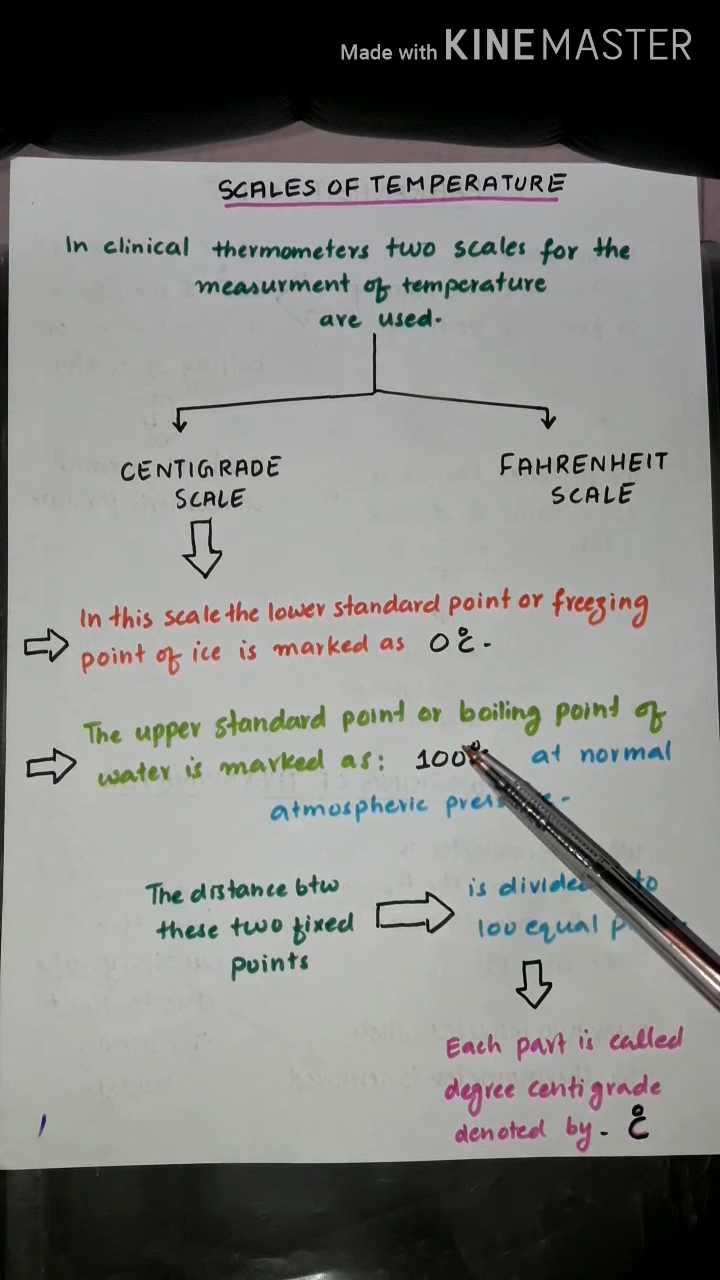 Made with KINEMASTER
SCALES OF TEMPERATURE
In clinical thermometers two scales for the
measurment of temperature
are used.
CENTIGRADE
SCALE
FAHRENHEIT
SCALE
In this scale the lower standard point or freezing
point of ice is marked as 0°C.
The upper standard point or boiling point of
water is marked as: 100° at normal
atmospheric
The distance btw
these two fixed
points
is
100 equal
Each part is called
degree centigrade
denoted by. °C